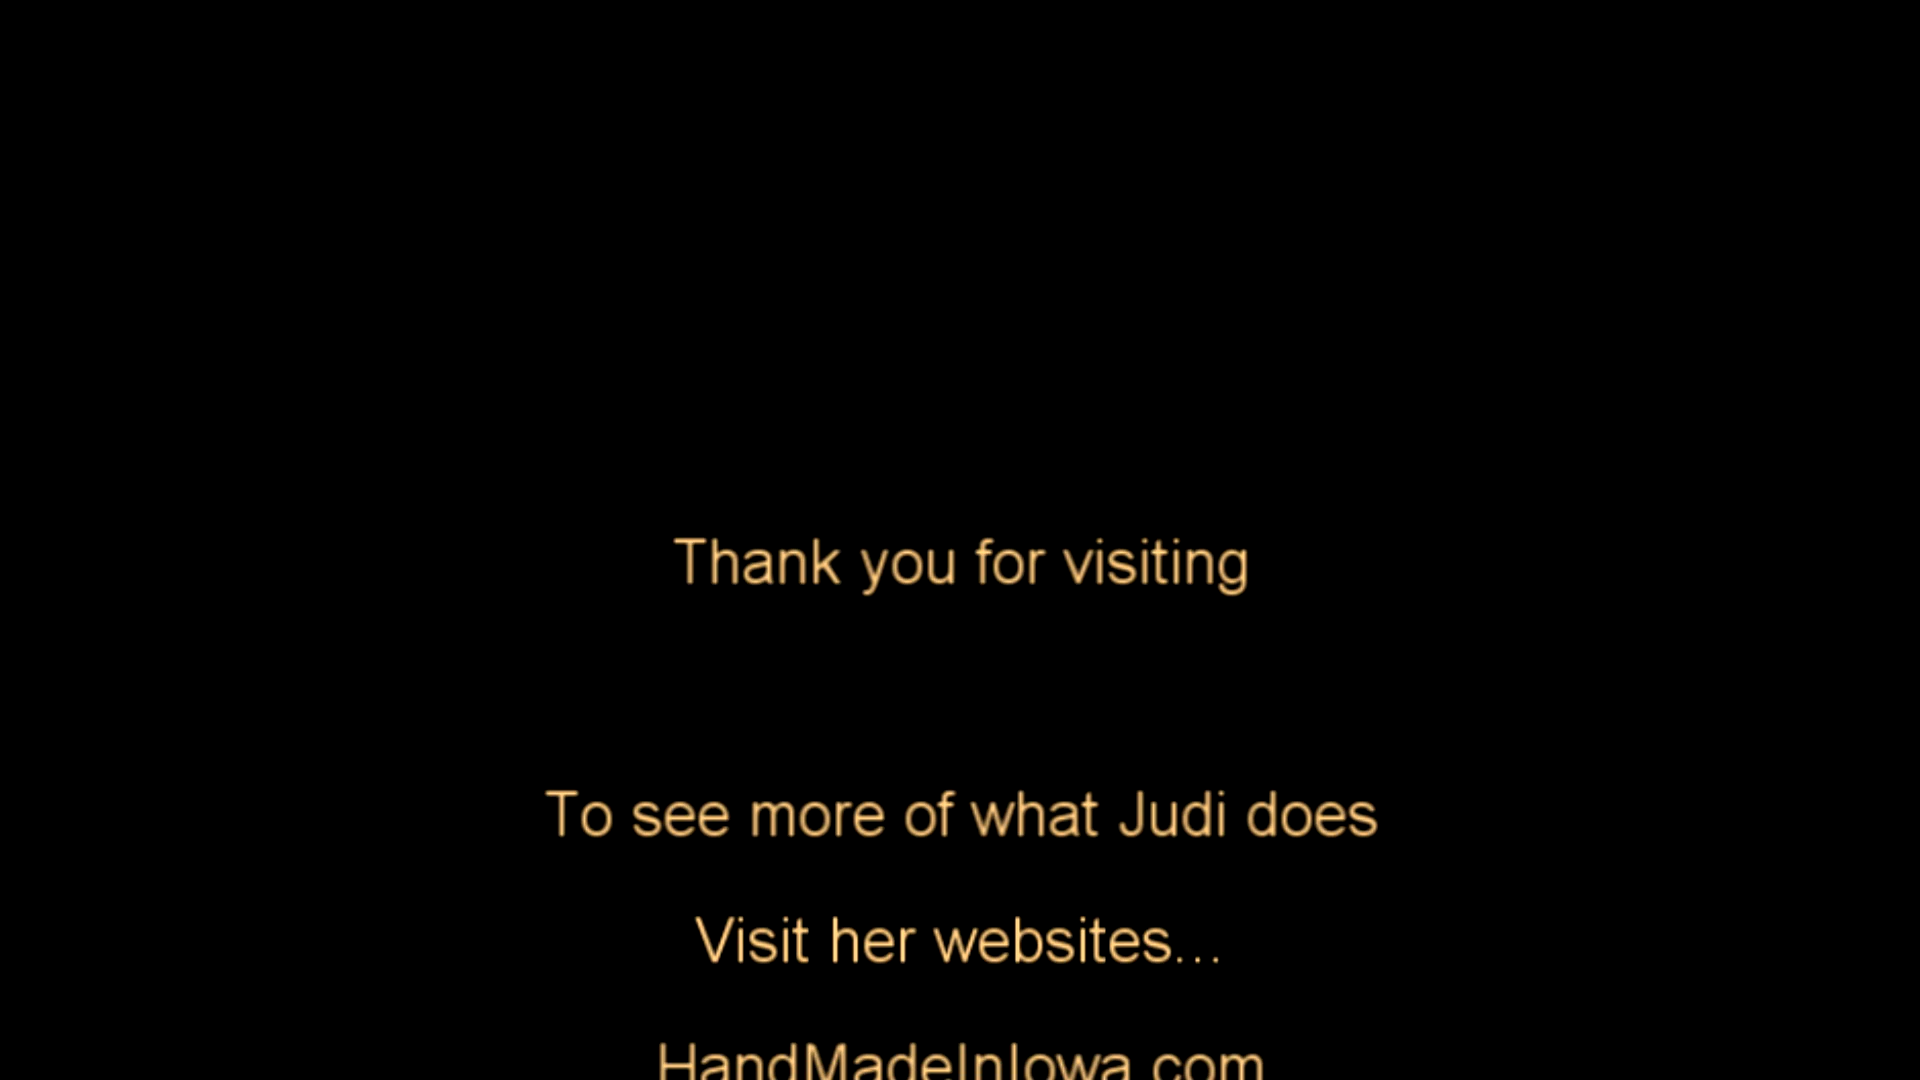 Thank you for visiting
To see more of what Judi does
Visit her websites...
HandMadeInIowa.com